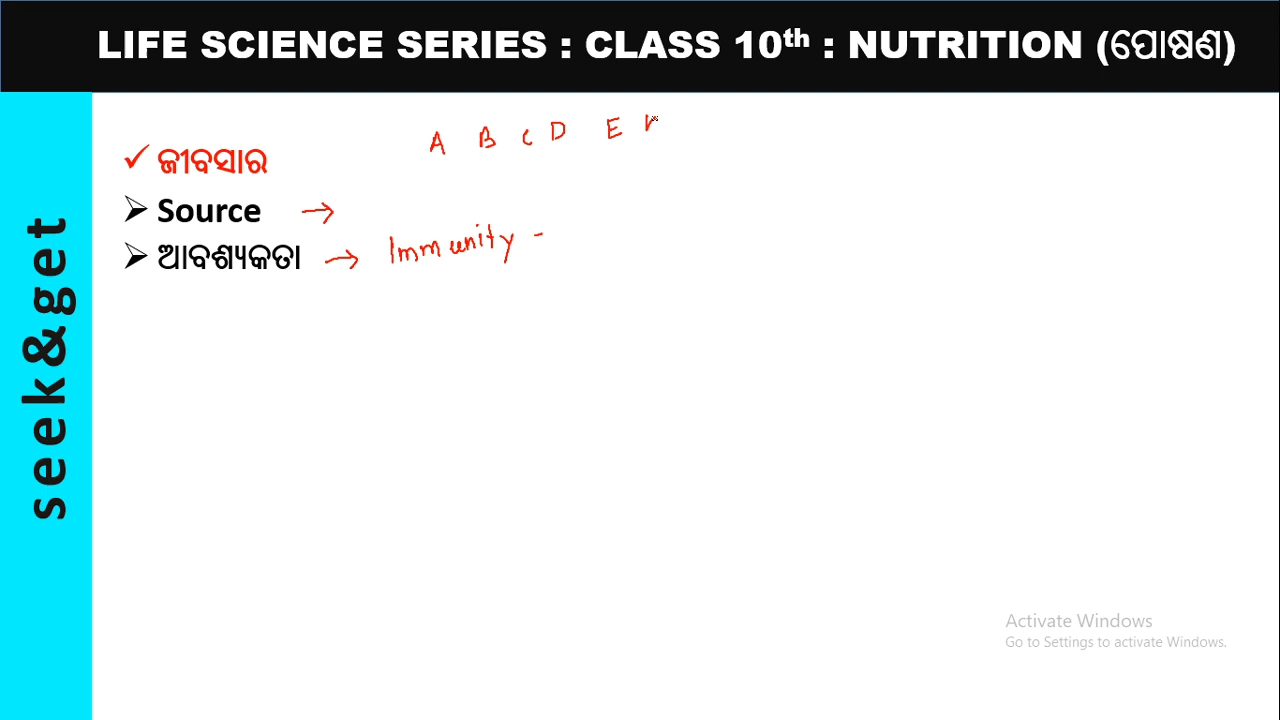 LIFE SCIENCE SERIES : CLASS 10th : NUTRITION (ପୋଷଣ)
A B C D E
ଜୀବସାର
Source →
ଆବଶ୍ୟକତା → Immunity -
seek&get
Activate Windows
Go to Settings to activate Windows.